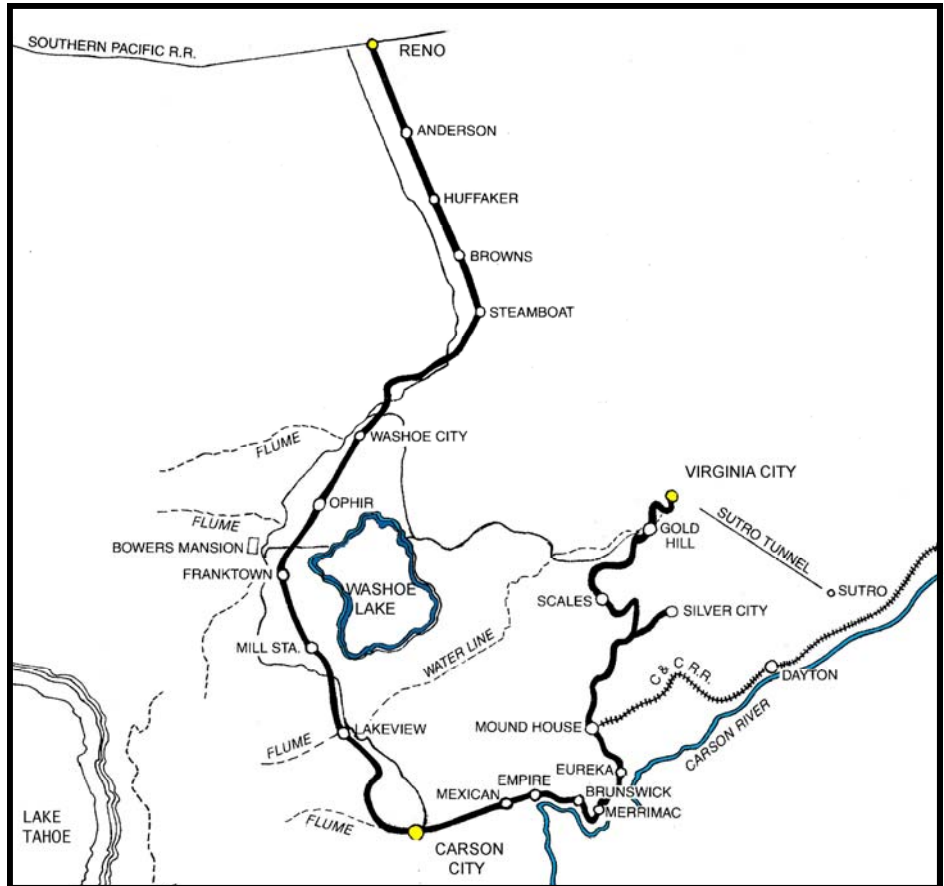 SOUTHERN PACIFIC R.R.
RENO
ANDERSON
HUFFAKER
BROWNS
STEAMBOAT
FLUME
WASHOE CITY
VIRGINIA CITY
OPHIR
FLUME
GOLD
HILL
SUTRO TUNNEL
BOWERS MANSION
FRANKTOWN
WASHOE
LAKE
SCALES
SILVER CITY
SUTRO
MILL STA.
WATER LINE
C & C R.R.
DAYTON
FLUME
LAKEVIEW
MOUND HOUSE
CARSON RIVER
EUREKA
EMPIRE
BRUNSWICK
MEXICAN
MERRIMAC
LAKE
TAHOE
FLUME
CARSON
CITY